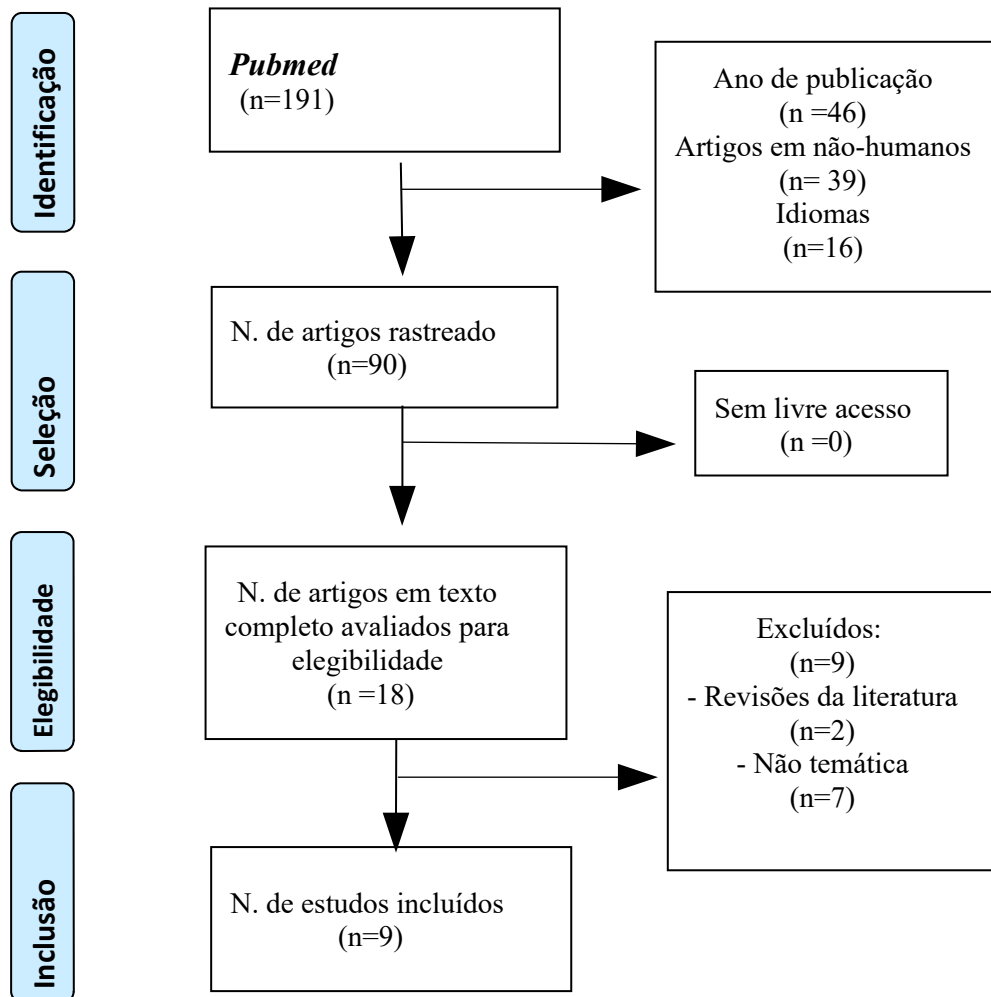 Identificação
Pubmed
(n=191)
Ano de publicação
(n =46)
Artigos em não-humanos
(n= 39)
Idiomas
(n=16)
Seleção
N. de artigos rastreado
(n=90)
Sem livre acesso
(n =0)
Elegibilidade
N. de artigos em texto
completo avaliados para
elegibilidade
(n =18)
Excluídos:
(n=9)
- Revisões da literatura
(n=2)
- Não temática
(n=7)
Inclusão
N. de estudos incluídos
(n=9)